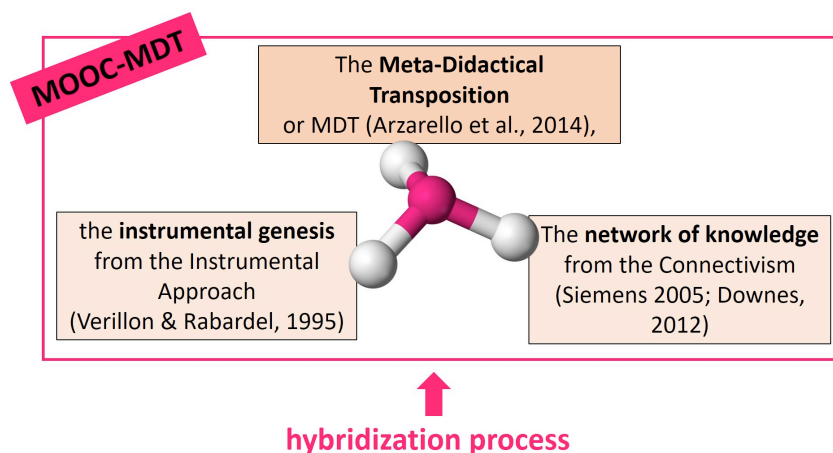 MOOC-MDT
The Meta-Didactical
Transposition
or MDT (Arzarello et al., 2014),
the instrumental genesis
from the Instrumental
Approach
(Verillon & Rabardel, 1995)
The network of knowledge
from the Connectivism
(Siemens 2005; Downes,
2012)
hybridization process